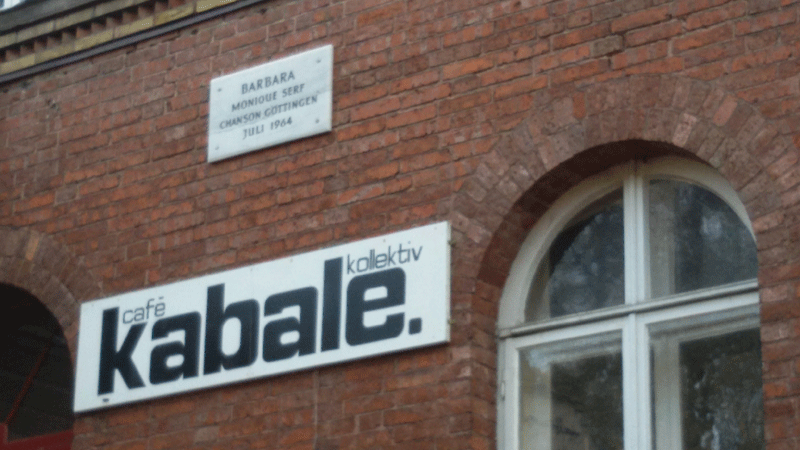 BARBARA
MONIQUE SERF
CHANSON GÖTTINGEN
JULI 1964
café kollektiv
kabale.